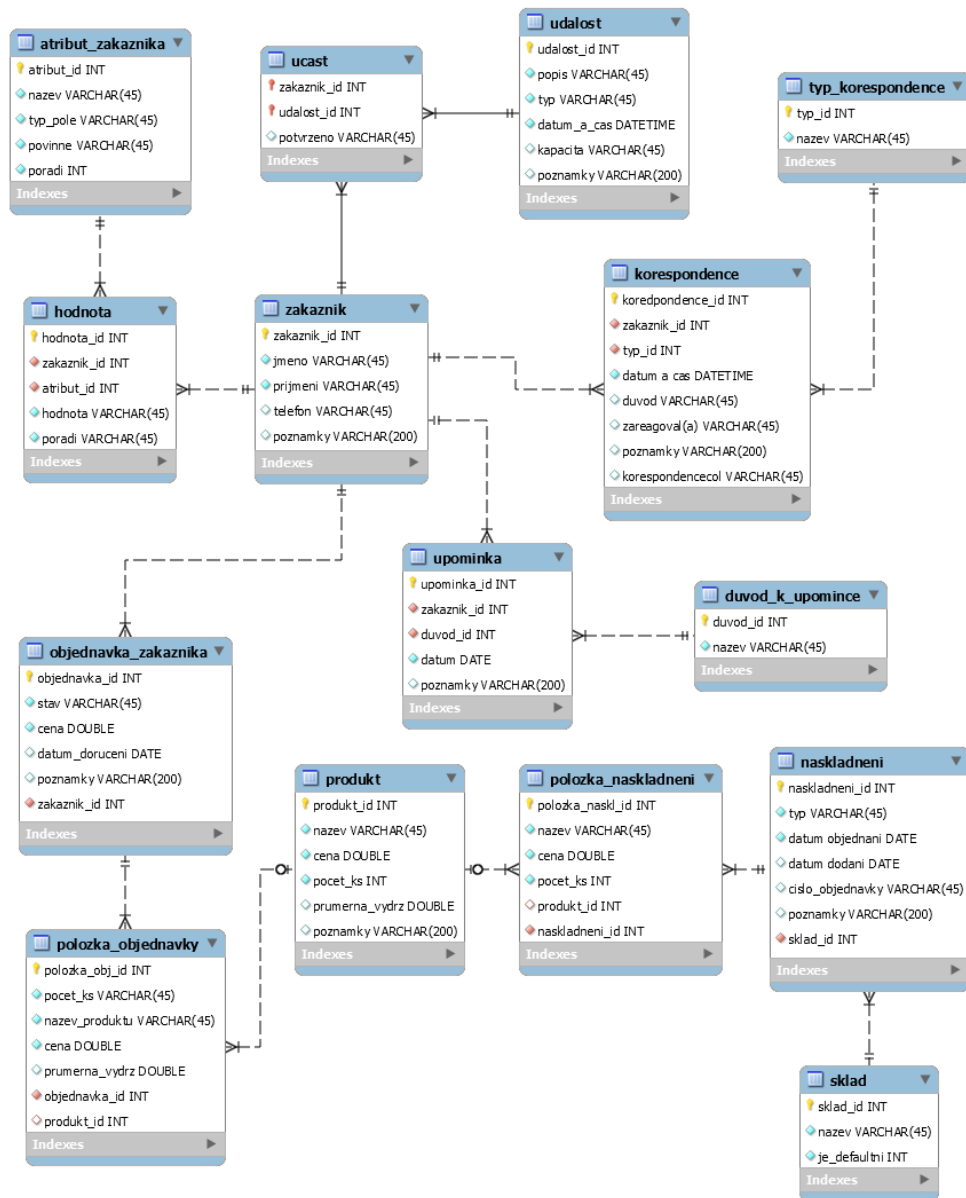 atribut_zakaznika
atribut_id INT
nazev VARCHAR(45)
typ_pole VARCHAR(45)
povinne VARCHAR(45)
poradi INT
Indexes
ucast
zakaznik_id INT
udalost_id INT
potvrzeno VARCHAR(45)
Indexes
udalost
udalost_id INT
popis VARCHAR(45)
typ VARCHAR(45)
datum_a_cas DATETIME
kapacita VARCHAR(45)
poznamky VARCHAR(200)
Indexes
typ_korespondence
typ_id INT
nazev VARCHAR(45)
Indexes
hodnota
hodnota_id INT
zakaznik_id INT
atribut_id INT
hodnota VARCHAR(45)
poradi VARCHAR(45)
Indexes
zakaznik
zakaznik_id INT
jmeno VARCHAR(45)
prijmeni VARCHAR(45)
telefon VARCHAR(45)
poznamky VARCHAR(200)
Indexes
korespondence
koredpondence_id INT
zakaznik_id INT
typ_id INT
datum a cas DATETIME
duvod VARCHAR(45)
zareagoval(a) VARCHAR(45)
poznamky VARCHAR(200)
korespondencecol VARCHAR(45)
Indexes
upominka
upominka_id INT
zakaznik_id INT
duvod_id INT
datum DATE
poznamky VARCHAR(200)
Indexes
duvod_k_upomince
duvod_id INT
nazev VARCHAR(45)
Indexes
objednavka_zakaznika
objednavka_id INT
stav VARCHAR(45)
cena DOUBLE
datum_doruceni DATE
poznamky VARCHAR(200)
zakaznik_id INT
Indexes
produkt
produkt_id INT
nazev VARCHAR(45)
cena DOUBLE
pocet_ks INT
prumerna_vydrz DOUBLE
poznamky VARCHAR(200)
Indexes
polozka_naskladneni
polozka_naskl_id INT
nazev VARCHAR(45)
cena DOUBLE
pocet_ks INT
produkt_id INT
naskladneni_id INT
Indexes
naskladneni
naskladneni_id INT
typ VARCHAR(45)
datum objednani DATE
datum dodani DATE
cislo_objednavky VARCHAR(45)
poznamky VARCHAR(200)
sklad_id INT
Indexes
polozka_objednavky
polozka_obj_id INT
pocet_ks VARCHAR(45)
nazev_produktu VARCHAR(45)
cena DOUBLE
prumerna_vydrz DOUBLE
objednavka_id INT
produkt_id INT
Indexes
sklad
sklad_id INT
nazev VARCHAR(45)
je_defaultni INT
Indexes